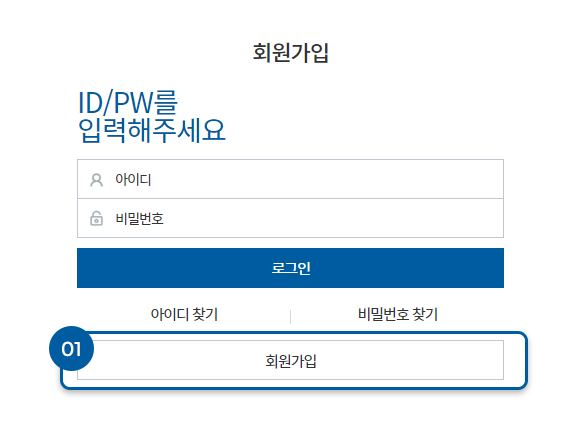 회원가입
ID/PW를
입력해주세요
아이디
비밀번호
로그인
아이디 찾기
비밀번호 찾기
01
회원가입